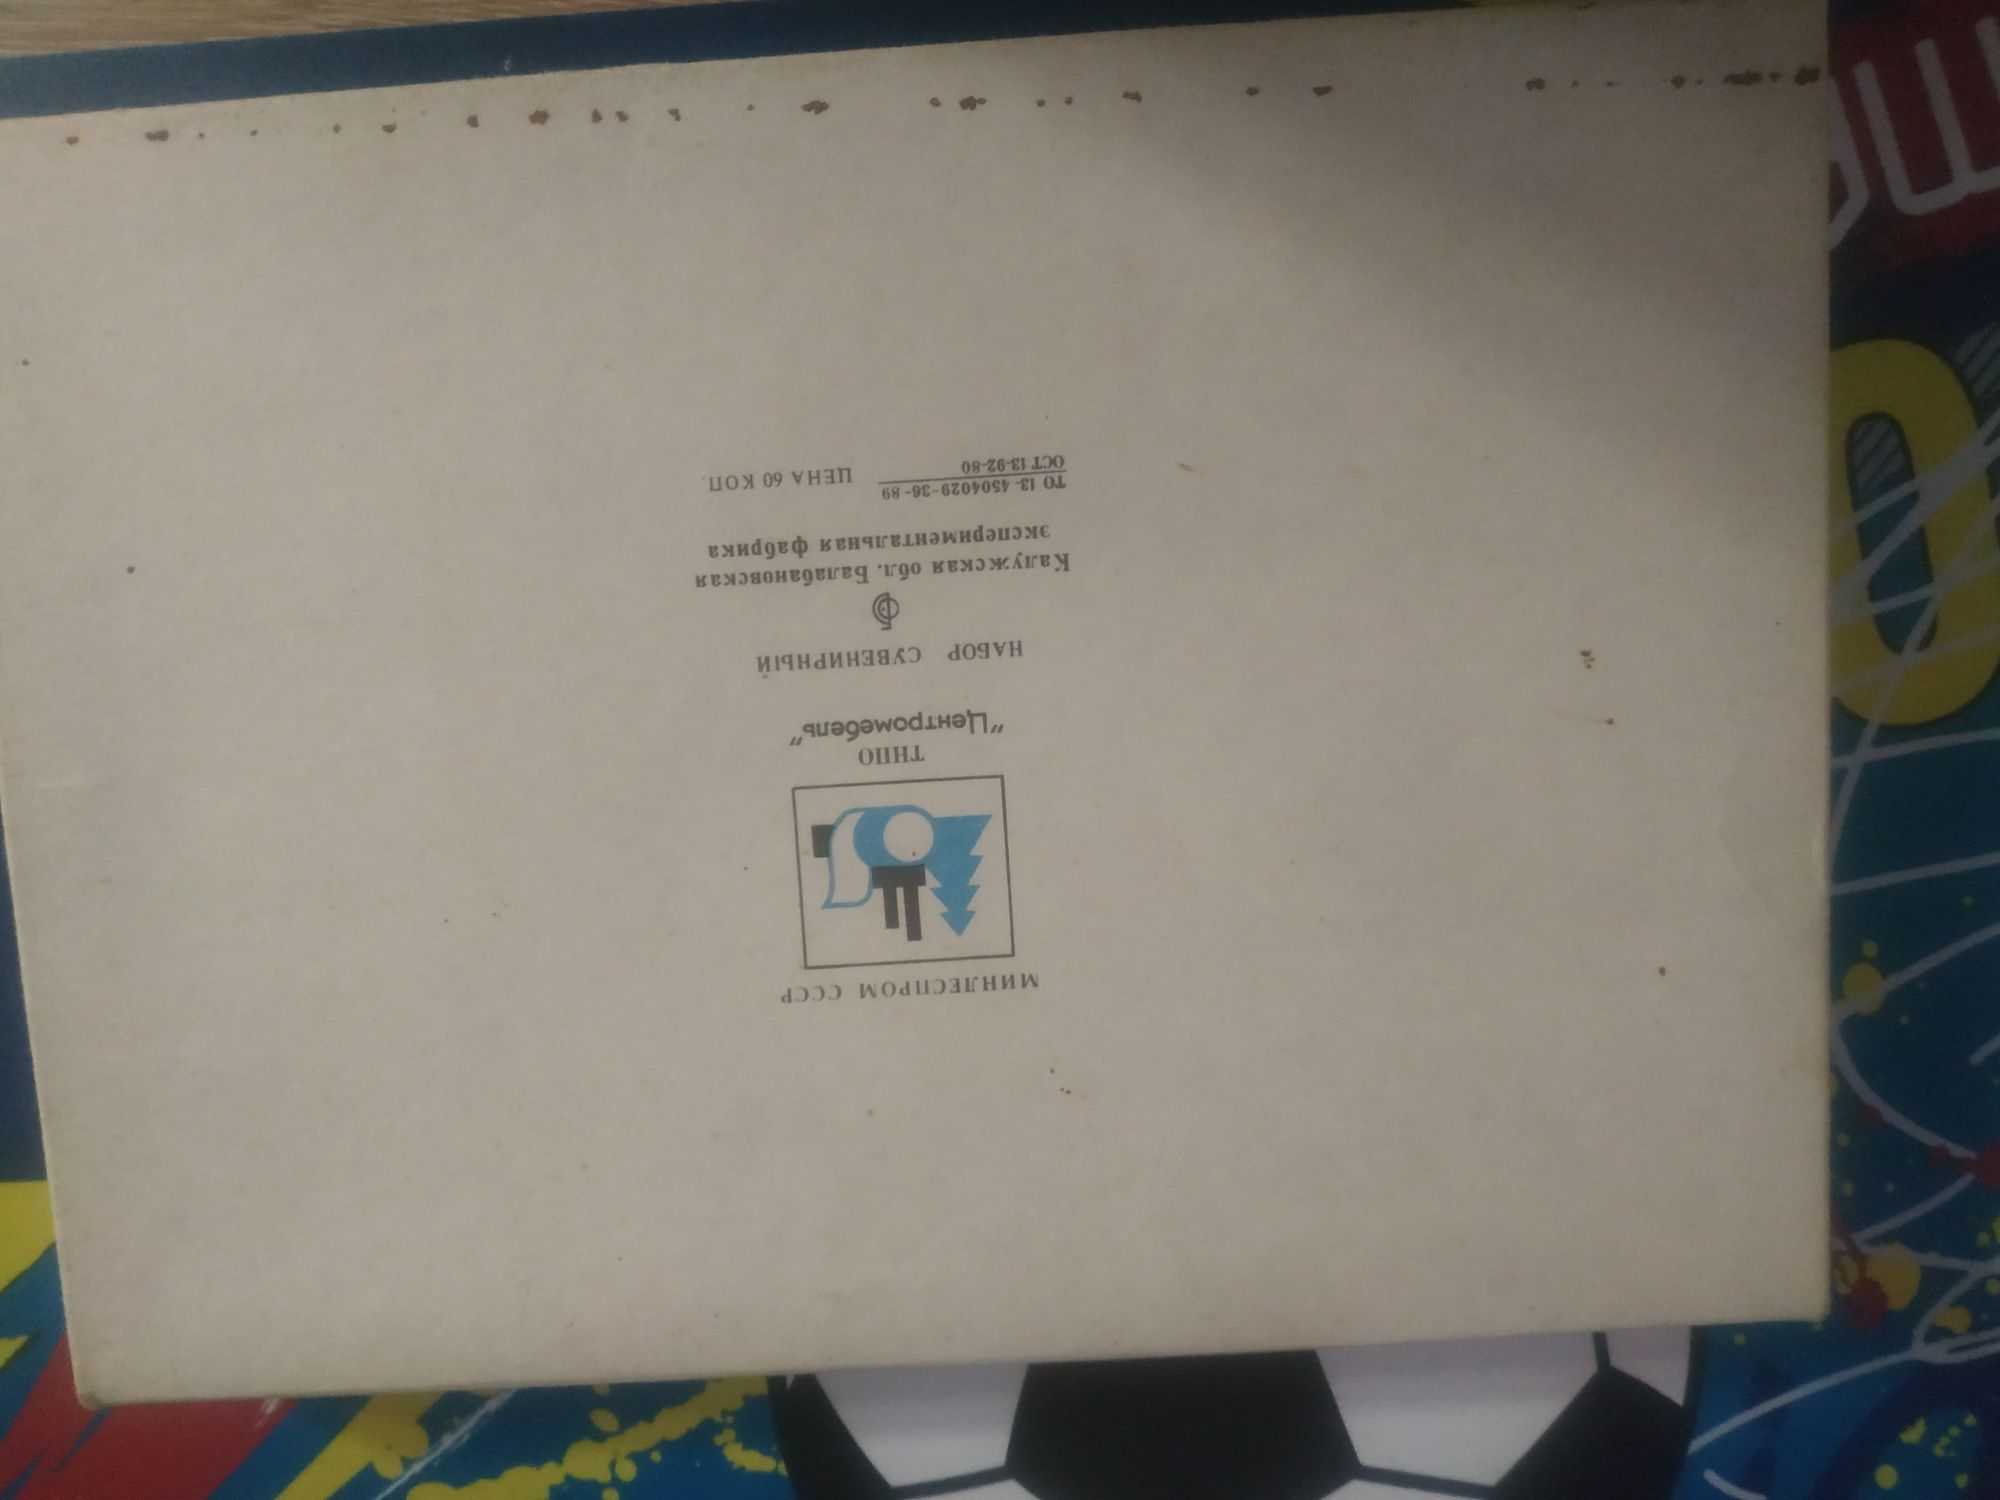 МИНЛЕСПРОМ СССР
ТНПО
"Центромебель"
НАБОР СУВЕНИРНЫЙ
Калужская обл. Балабановская
экспериментальная фабрика
ТО 13-4504029-36-89
ОСТ 13-92-80
ЦЕНА 60 КОП.